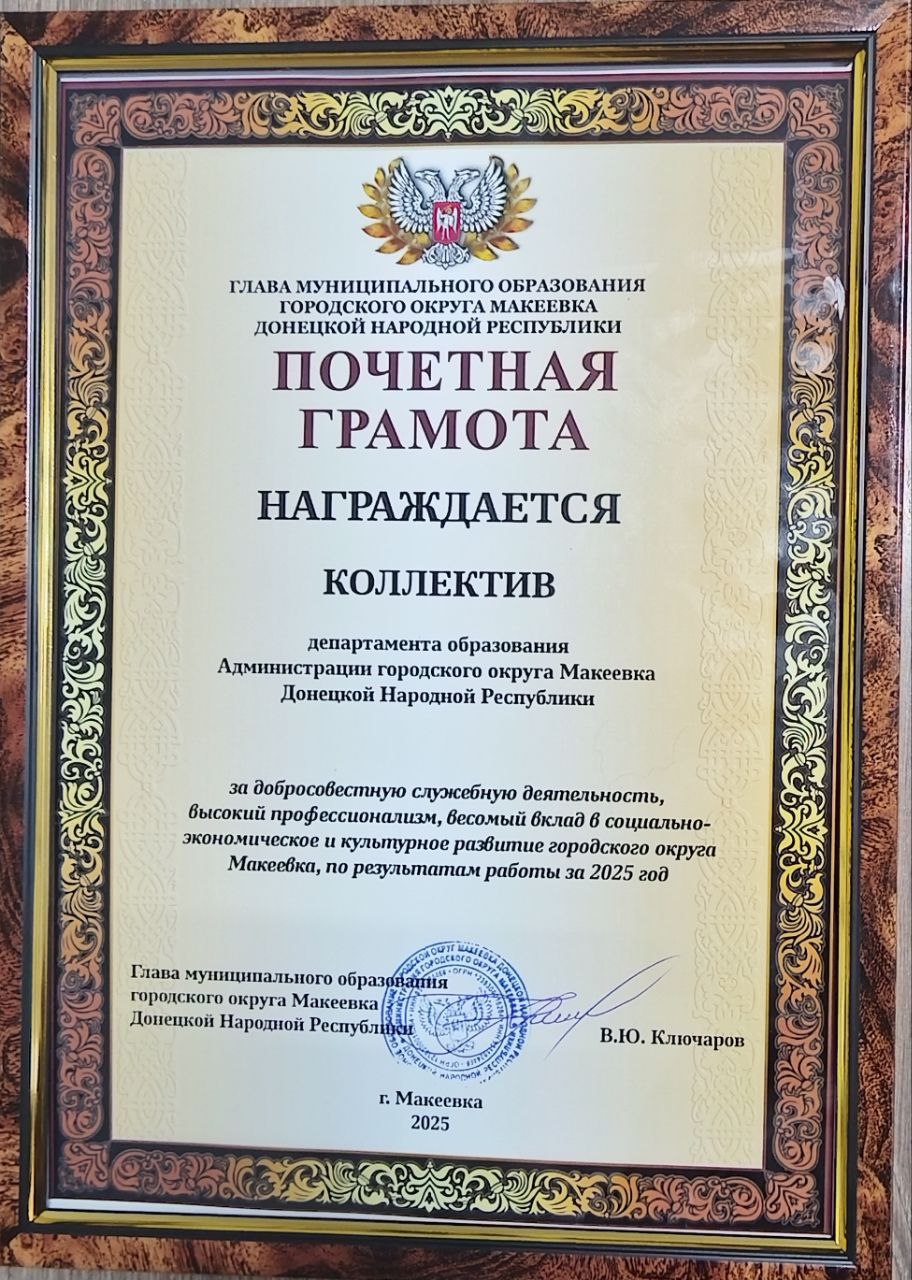 ГЛАВА МУНИЦИПАЛЬНОГО ОБРАЗОВАНИЯ
ГОРОДСКОГО ОКРУГА МАКЕЕВКА
ДОНЕЦКОЙ НАРОДНОЙ РЕСПУБЛИКИ
ПОЧЕТНАЯ
ГРАМОТА
НАГРАЖДАЕТСЯ
КОЛЛЕКТИВ
департамента образования
Администрации городского округа Макеевка
Донецкой Народной Республики
за добросовестную служебную деятельность,
высокий профессионализм, весомый вклад в социально-
экономическое и культурное развитие городского округа
Макеевка, по результатам работы за 2025 год
Глава муниципального образования
городского округа Макеевка
Донецкой Народной Республики
В.Ю. Ключаров
г. Макеевка
2025